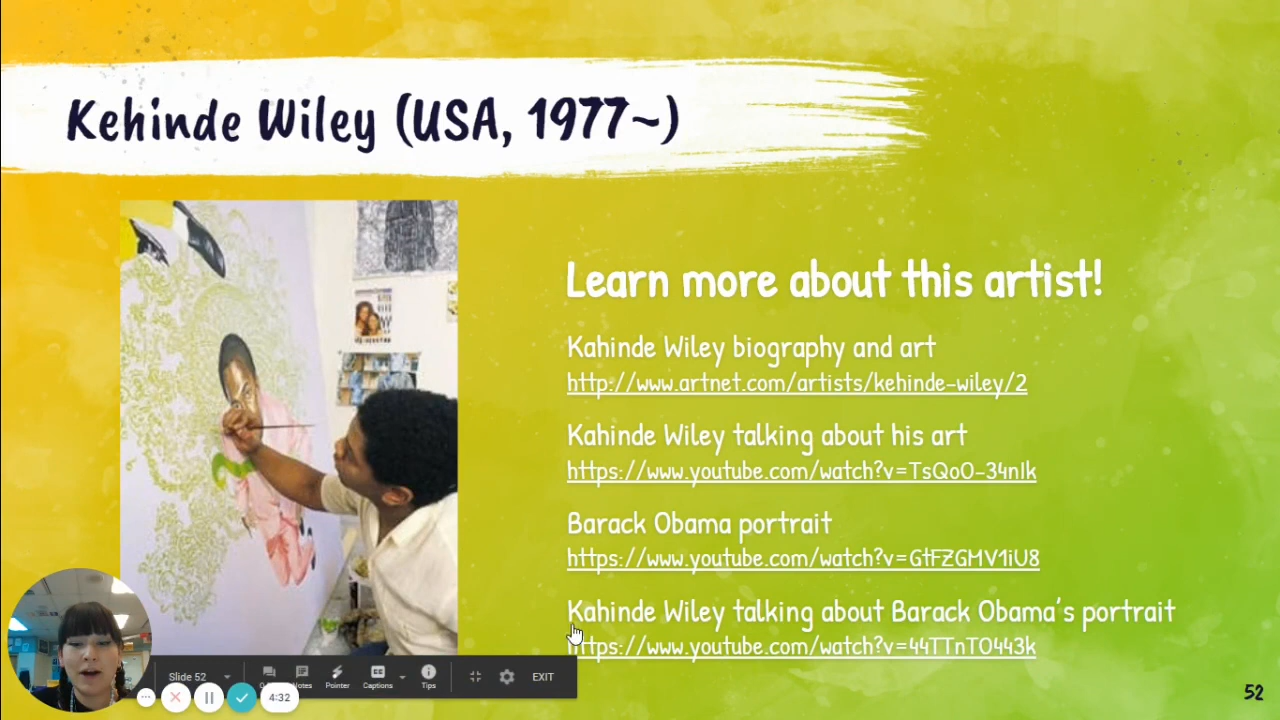 Kehinde Wiley (USA, 1977~)
Learn more about this artist!
Kahinde Wiley biography and art
http://www.artnet.com/artists/kehinde-wiley/2
Kahinde Wiley talking about his art
https://www.youtube.com/watch?v=TsQoO-34nIk
Barack Obama portrait
https://www.youtube.com/watch?v=GtFZGMV1iU8
Kahinde Wiley talking about Barack Obama's portrait
https://www.youtube.com/watch?v=44TTnTO443k
Slide 52
Notes
Pointer
Captions
Tips
EXIT
4:32
52